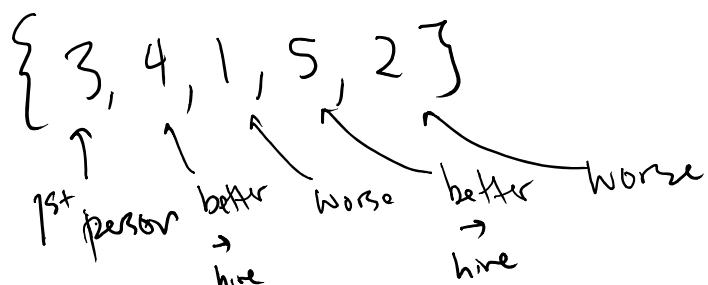 { 3, 4, 1, 5, 2 }
1st person
better → hire
worse
better → hire
worse